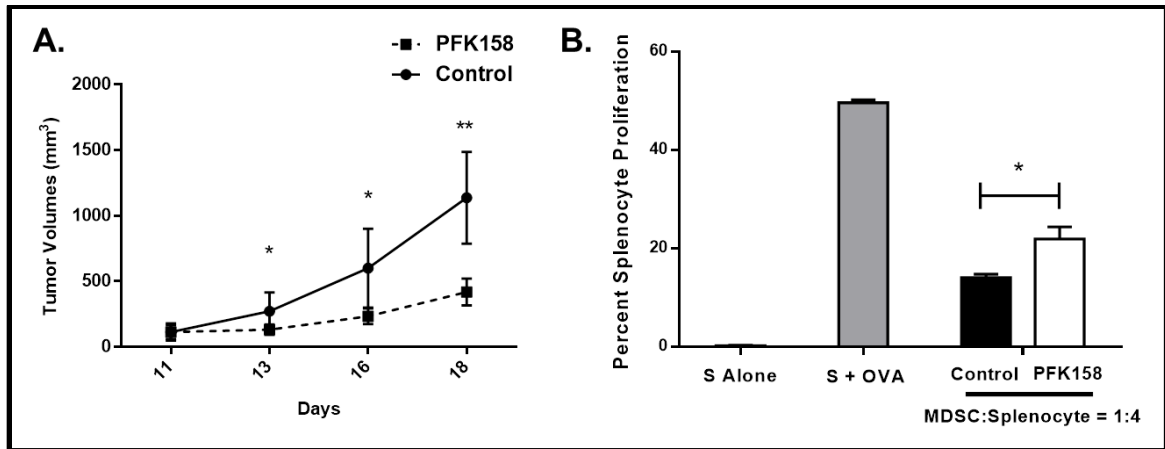 A.
PFK158
Control
Tumor Volumes (mm³)
2000
1500
1000
500
0
*
*
**
11
13
16
18
Days
B.
Percent Splenocyte Proliferation
60
40
20
0
*
S Alone
S + OVA
Control PFK158
MDSC:Splenocyte = 1:4